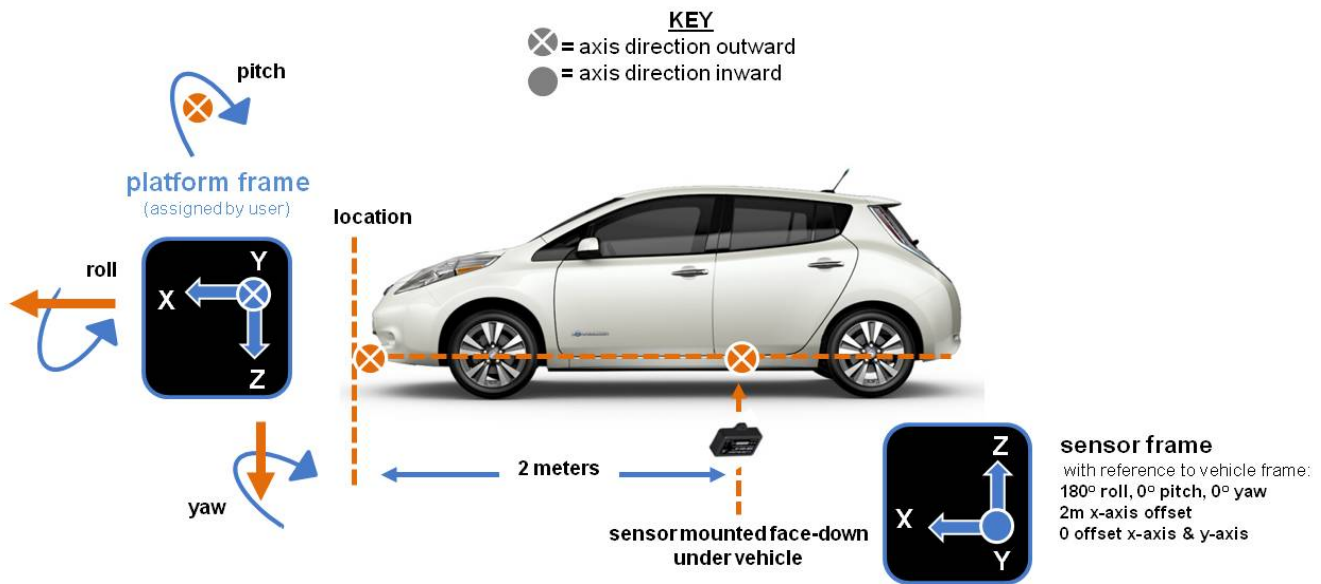 KEY
= axis direction outward
= axis direction inward
pitch
platform frame
(assigned by user)
location
roll
X
Y
Z
yaw
2 meters
sensor mounted face-down
under vehicle
Z
X
Y
sensor frame
with reference to vehicle frame:
180º roll, 0º pitch, 0º yaw
2m x-axis offset
0 offset x-axis & y-axis